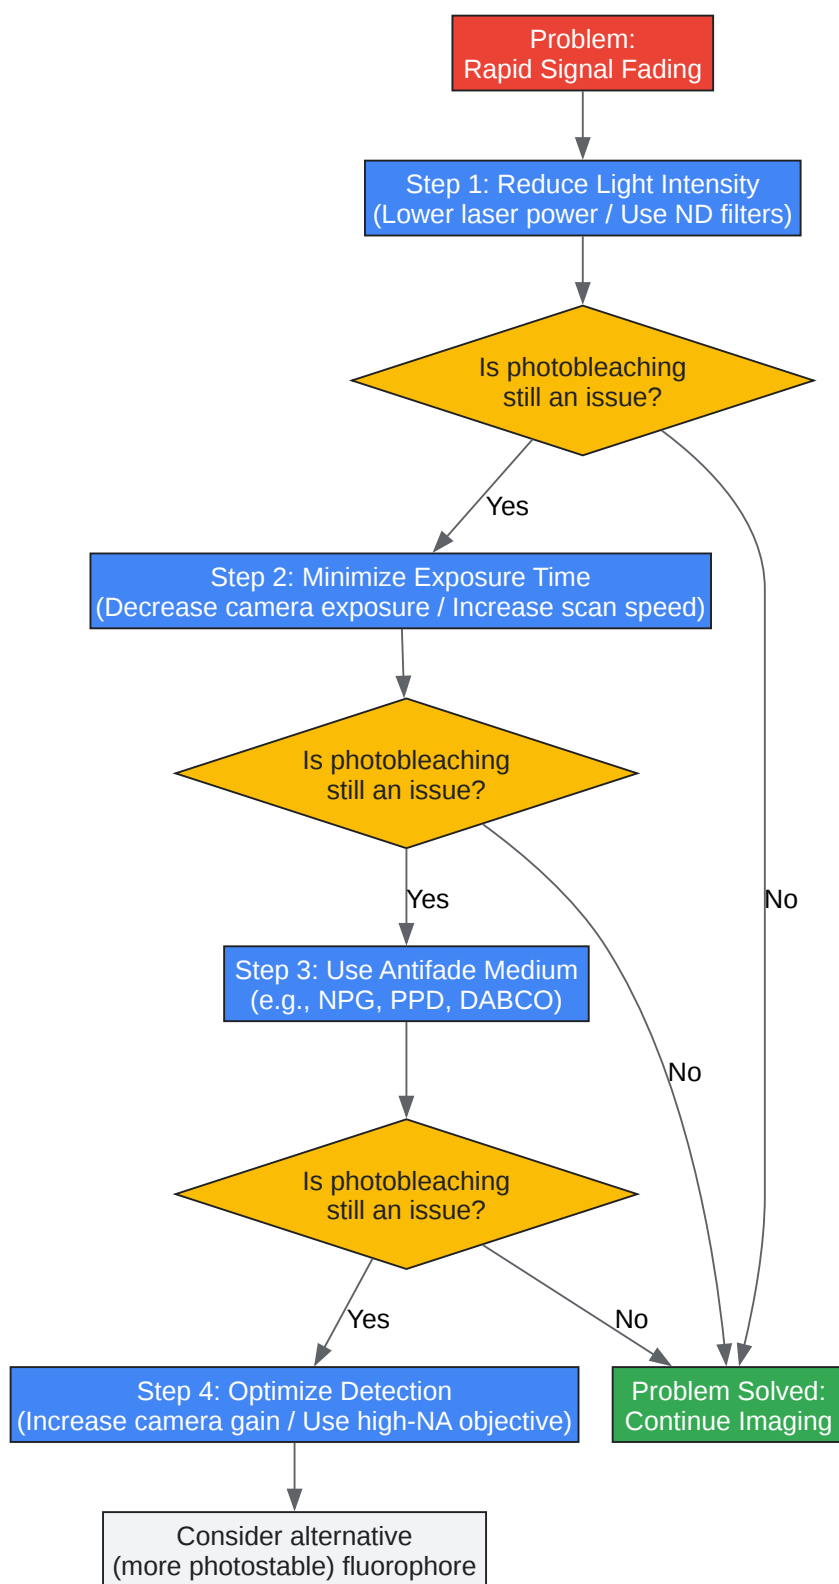 Problem:
Rapid Signal Fading
Step 1: Reduce Light Intensity
(Lower laser power / Use ND filters)
Is photobleaching
still an issue?
Yes
Step 2: Minimize Exposure Time
(Decrease camera exposure / Increase scan speed)
Is photobleaching
still an issue?
Yes
No
Step 3: Use Antifade Medium
(e.g., NPG, PPD, DABCO)
No
Is photobleaching
still an issue?
Yes
No
Step 4: Optimize Detection
(Increase camera gain / Use high-NA objective)
Problem Solved:
Continue Imaging
Consider alternative
(more photostable) fluorophore